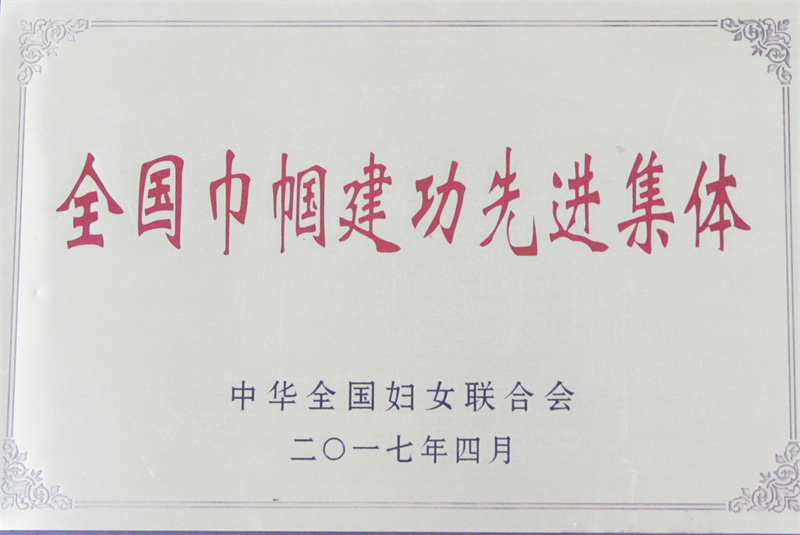 全国巾帼建功先进集体
中华全国妇女联合会
二〇一七年四月